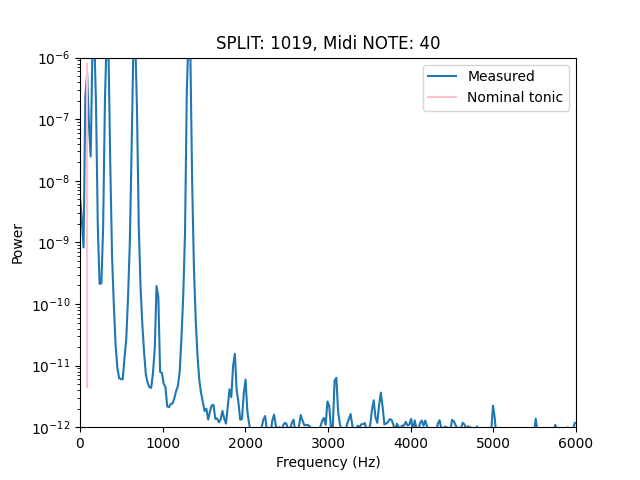 SPLIT: 1019, Midi NOTE: 40
Measured
Nominal tonic
10⁻⁶
10⁻⁷
10⁻⁸
10⁻⁹
10⁻¹⁰
10⁻¹¹
10⁻¹²
Power
0 1000 2000 3000 4000 5000 6000
Frequency (Hz)